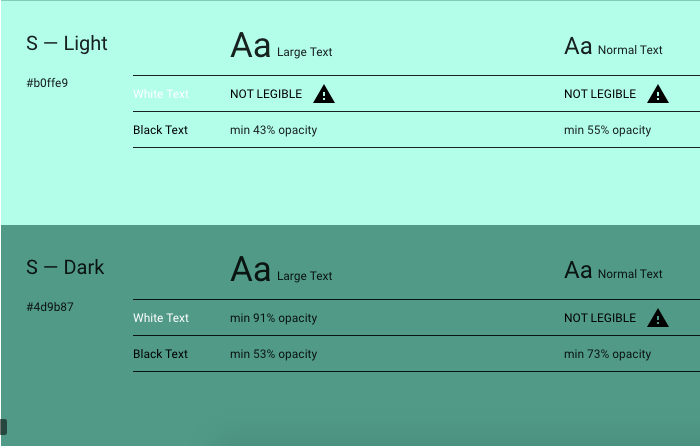 S — Light
Aa Large Text
Aa Normal Text
#b0ffe9
White Text NOT LEGIBLE NOT LEGIBLE
Black Text min 43% opacity min 55% opacity
S — Dark
Aa Large Text
Aa Normal Text
#4d9b87
White Text min 91% opacity NOT LEGIBLE
Black Text min 53% opacity min 73% opacity